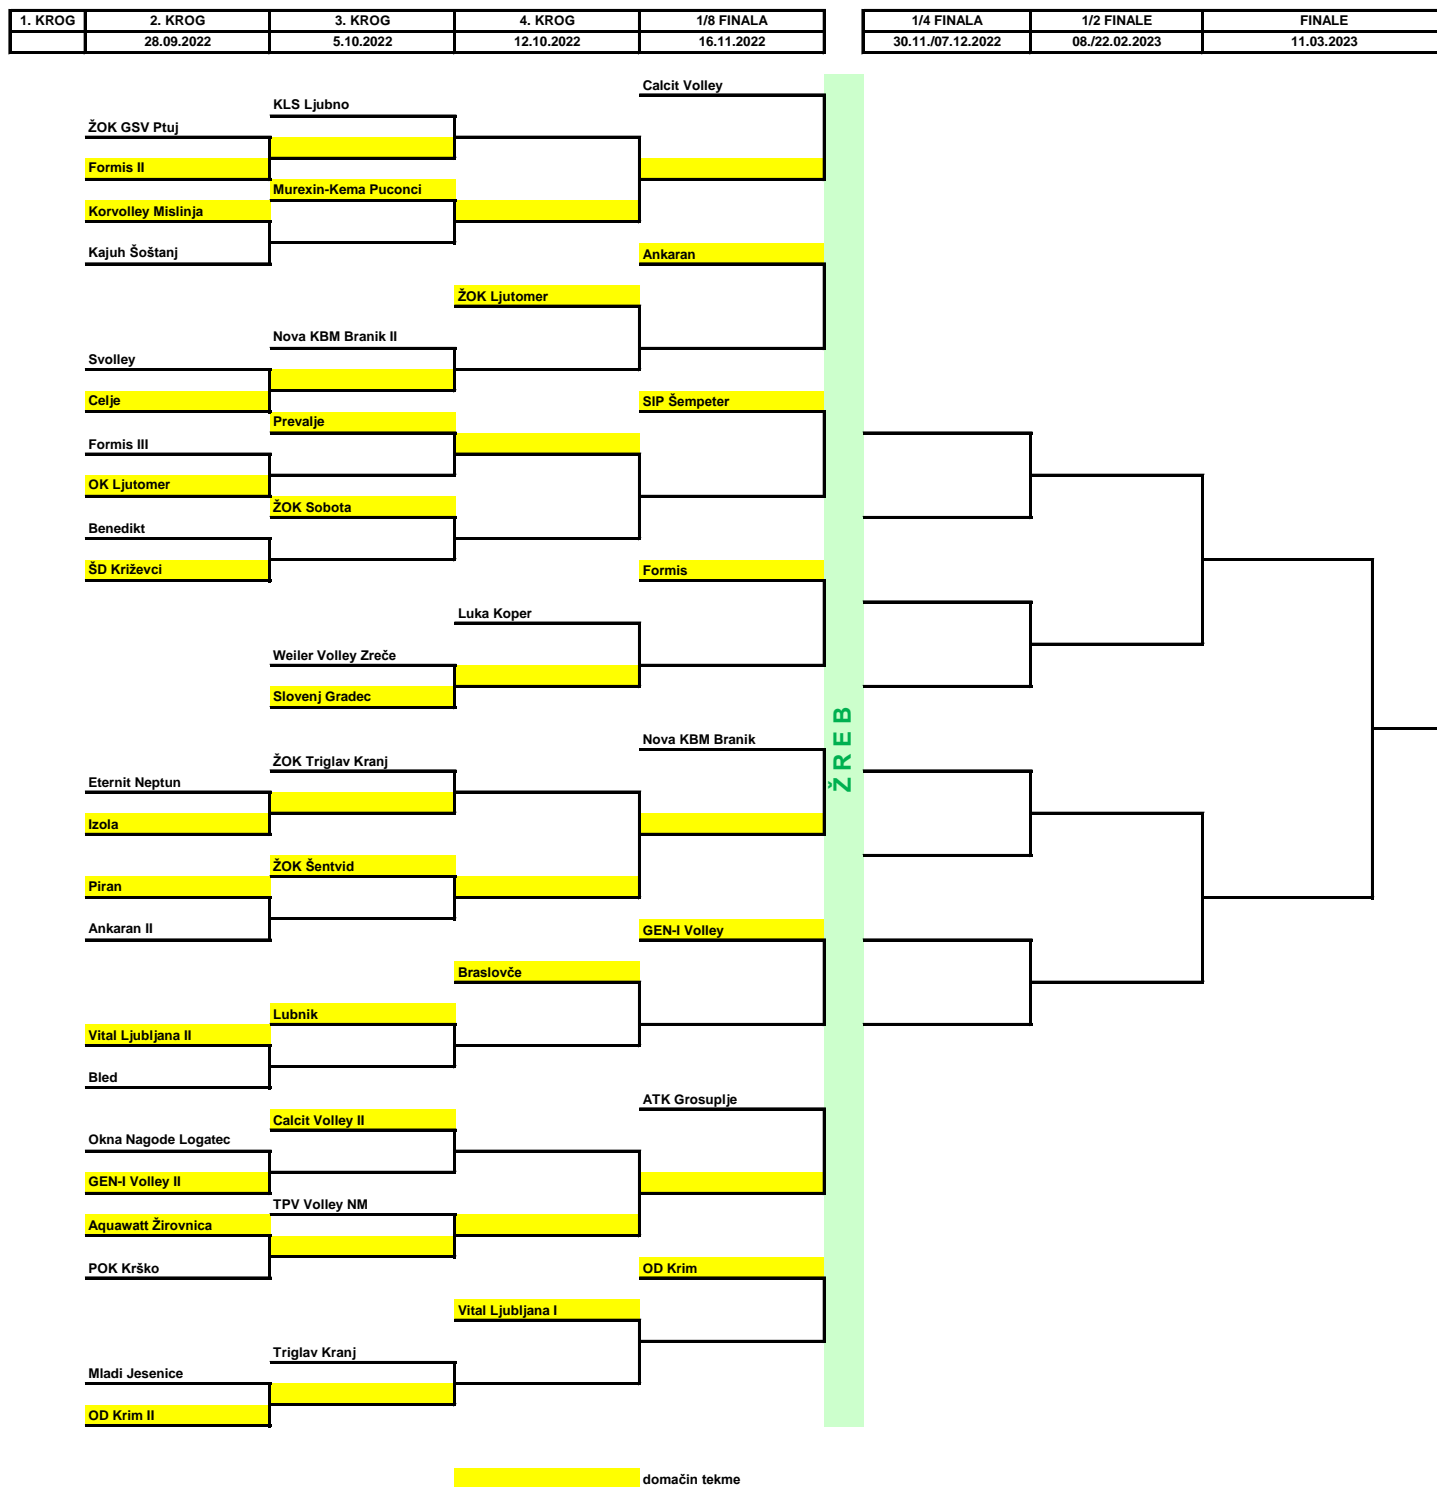 1. KROG 2. KROG 3. KROG 4. KROG 1/8 FINALA 1/4 FINALA 1/2 FINALE FINALE
28.09.2022 5.10.2022 12.10.2022 16.11.2022 30.11./07.12.2022 08./22.02.2023 11.03.2023
Calcit Volley
KLS Ljubno
ŽOK GSV Ptuj
Formis II
Murexin-Kema Puconci
Korvolley Mislinja
Kajuh Šoštanj
Ankaran
ŽOK Ljutomer
Nova KBM Branik II
Svolley
Celje
SIP Šempeter
Prevalje
Formis III
OK Ljutomer
ŽOK Sobota
Benedikt
ŠD Križevci
Formis
Luka Koper
Weiler Volley Zreče
Slovenj Gradec
ŽREB
Nova KBM Branik
ŽOK Triglav Kranj
Eternit Neptun
Izola
ŽOK Šentvid
Piran
Ankaran II
GEN-I Volley
Braslovče
Lubnik
Vital Ljubljana II
Bled
ATK Grosuplje
Calcit Volley II
Okna Nagode Logatec
GEN-I Volley II
TPV Volley NM
Aquawatt Žirovnica
POK Krško
OD Krim
Vital Ljubljana I
Triglav Kranj
Mladi Jesenice
OD Krim II
domačin tekme